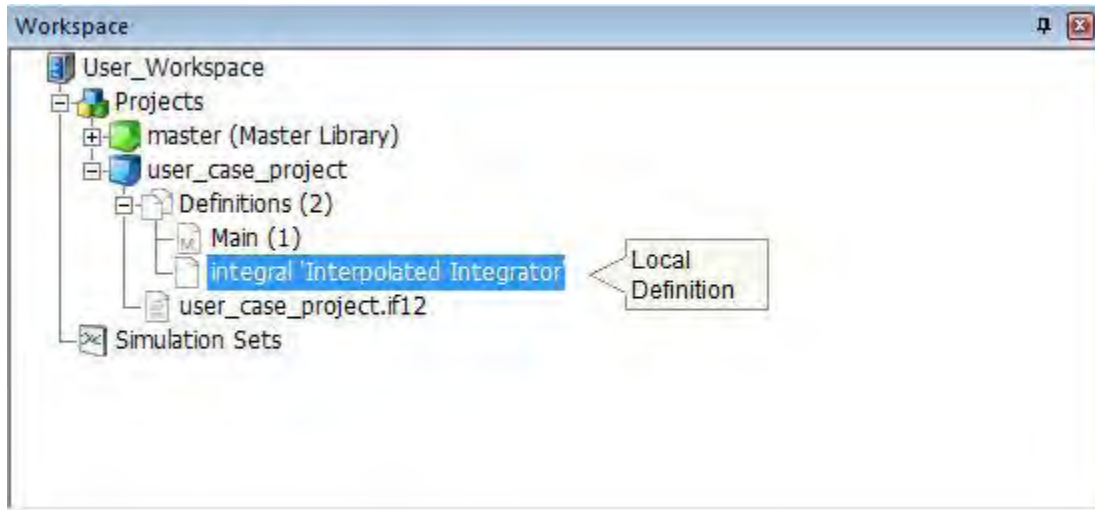 Workspace
User_Workspace
Projects
master (Master Library)
user_case_project
Definitions (2)
Main (1)
integral 'Interpolated Integrator
Local
Definition
user_case_project.if12
Simulation Sets